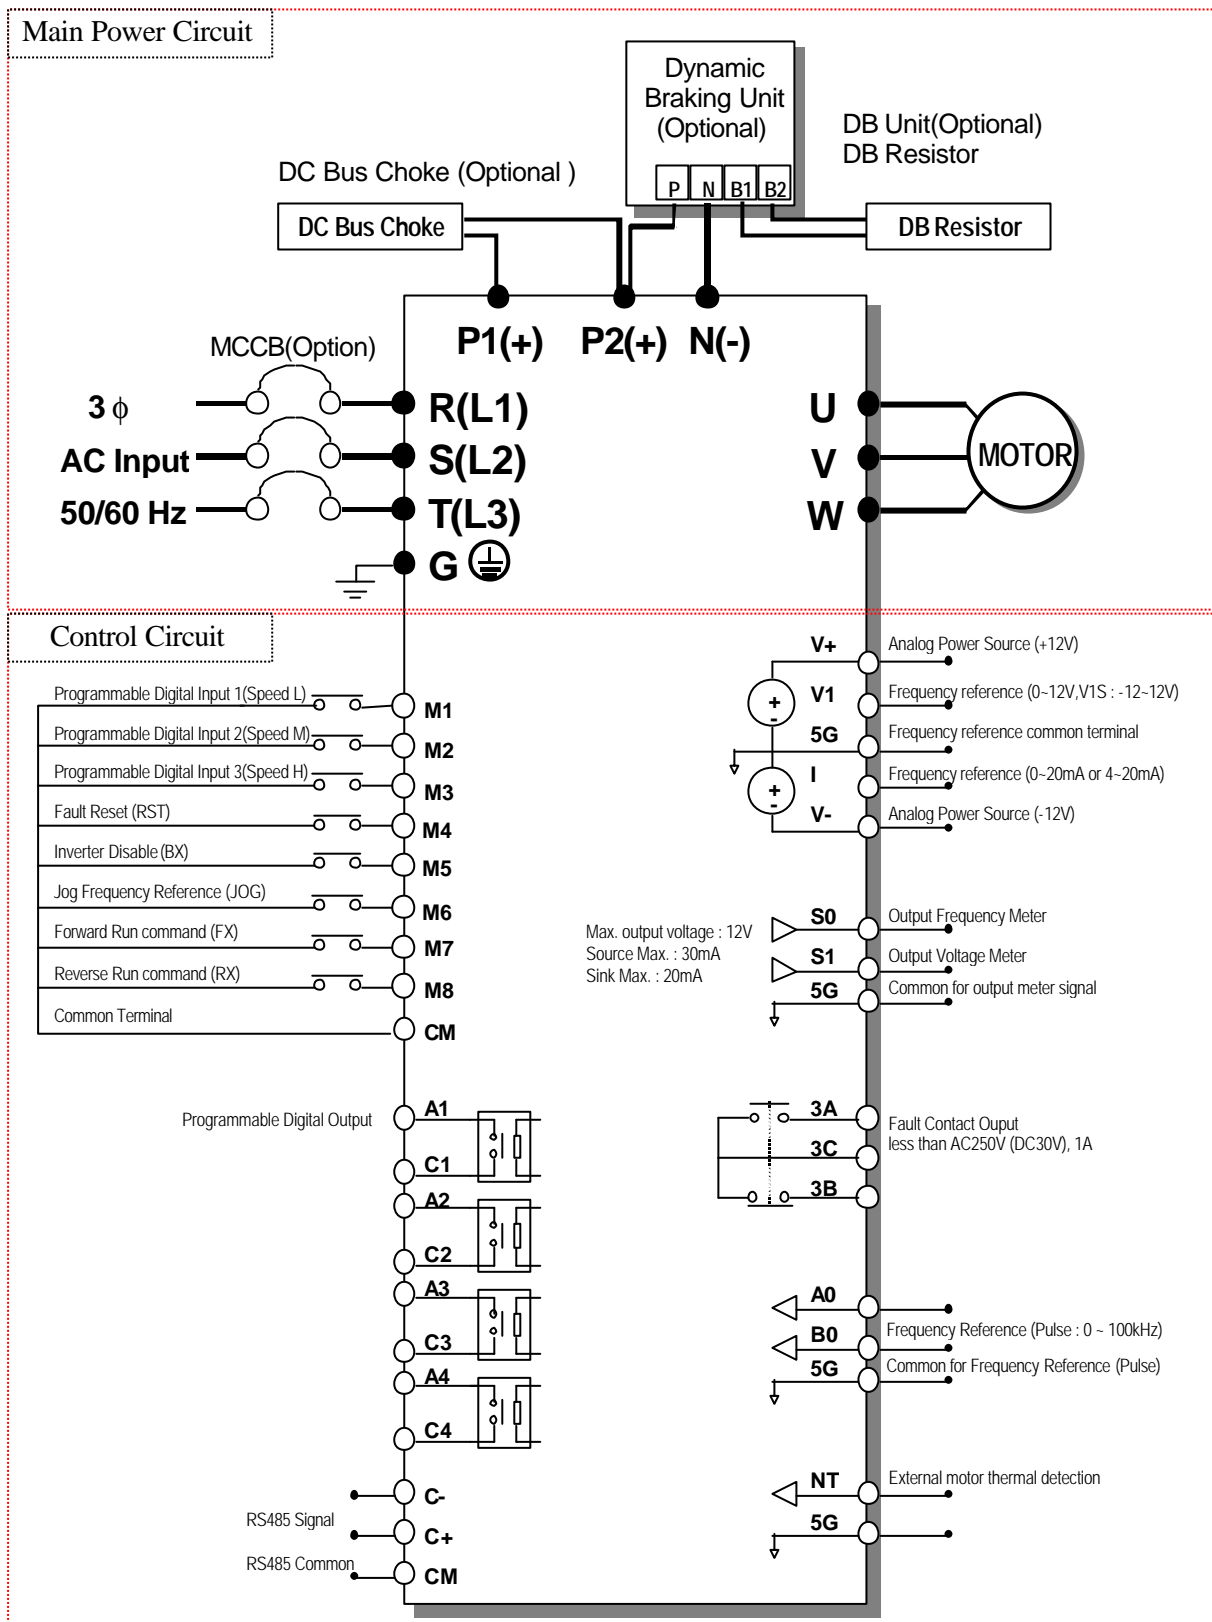 Main Power Circuit
Dynamic
Braking Unit
(Optional)
P N B1 B2
DB Unit(Optional)
DB Resistor
DC Bus Choke (Optional )
DC Bus Choke
DB Resistor
P1(+) P2(+) N(-)
MCCB(Option)
3 ϕ
R(L1)
U
AC Input
S(L2)
V
MOTOR
50/60 Hz
T(L3)
W
G
Control Circuit
Programmable Digital Input 1(Speed L)
M1
Programmable Digital Input 2(Speed M)
M2
Programmable Digital Input 3(Speed H)
M3
Fault Reset (RST)
M4
Inverter Disable (BX)
M5
Jog Frequency Reference (JOG)
M6
Forward Run command (FX)
M7
Reverse Run command (RX)
M8
Common Terminal
CM
V+
Analog Power Source (+12V)
+
-
V1
Frequency reference (0~12V,V1S : -12~12V)
5G
Frequency reference common terminal
+
-
I
Frequency reference (0~20mA or 4~20mA)
V-
Analog Power Source (-12V)
Max. output voltage : 12V
Source Max. : 30mA
Sink Max. : 20mA
S0
Output Frequency Meter
S1
Output Voltage Meter
5G
Common for output meter signal
Programmable Digital Output
A1
C1
A2
C2
A3
C3
A4
C4
3A
3C
3B
Fault Contact Ouput
less than AC250V (DC30V), 1A
A0
B0
Frequency Reference (Pulse : 0 ~ 100kHz)
5G
Common for Frequency Reference (Pulse)
C-
RS485 Signal
C+
RS485 Common
CM
NT
External motor thermal detection
5G